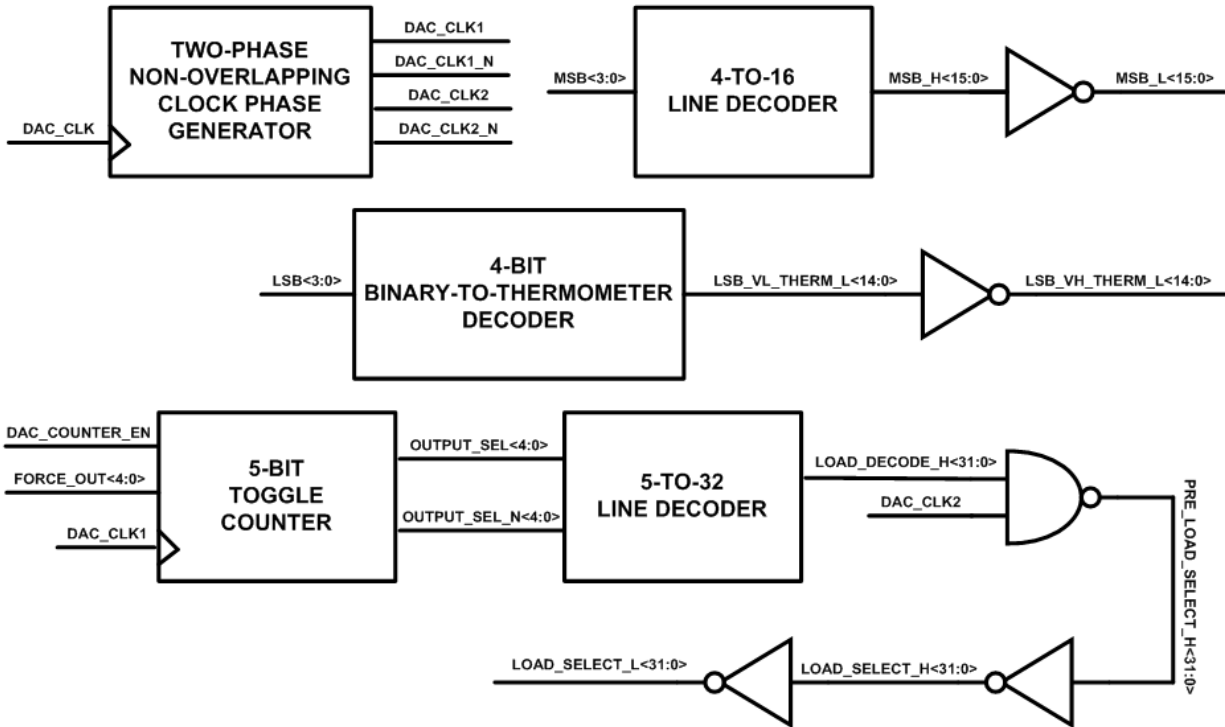 DAC_CLK
TWO-PHASE
NON-OVERLAPPING
CLOCK PHASE
GENERATOR
DAC_CLK1
DAC_CLK1_N
DAC_CLK2
DAC_CLK2_N
MSB<3:0>
4-TO-16
LINE DECODER
MSB_H<15:0>
MSB_L<15:0>
LSB<3:0>
4-BIT
BINARY-TO-THERMOMETER
DECODER
LSB_VL_THERM_L<14:0>
LSB_VH_THERM_L<14:0>
DAC_COUNTER_EN
FORCE_OUT<4:0>
DAC_CLK1
5-BIT
TOGGLE
COUNTER
OUTPUT_SEL<4:0>
OUTPUT_SEL_N<4:0>
5-TO-32
LINE DECODER
LOAD_DECODE_H<31:0>
DAC_CLK2
PRE_LOAD_SELECT_H<31:0>
LOAD_SELECT_H<31:0>
LOAD_SELECT_L<31:0>